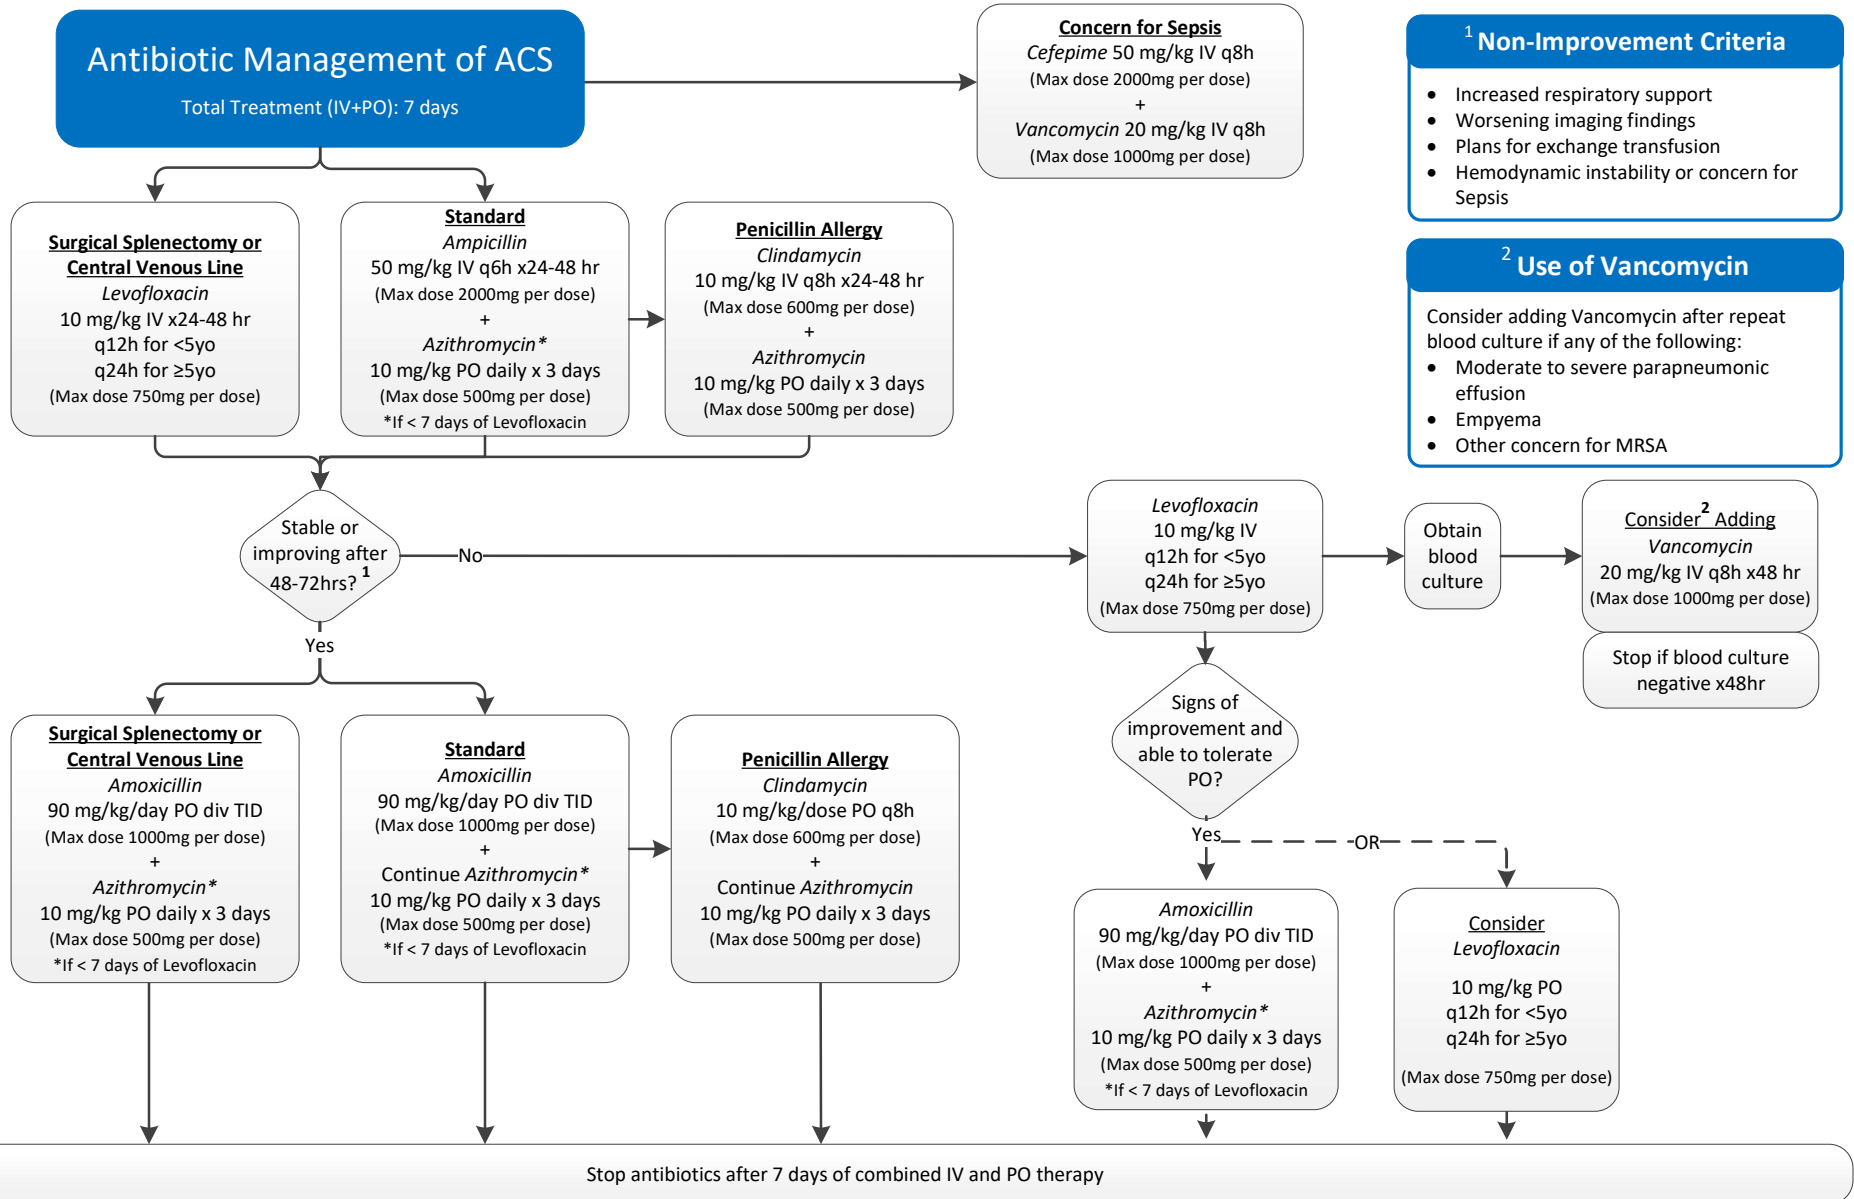 Antibiotic Management of ACS
Total Treatment (IV+PO): 7 days
Concern for Sepsis
Cefepime 50 mg/kg IV q8h
(Max dose 2000mg per dose)
+
Vancomycin 20 mg/kg IV q8h
(Max dose 1000mg per dose)
1 Non-Improvement Criteria
• Increased respiratory support
• Worsening imaging findings
• Plans for exchange transfusion
• Hemodynamic instability or concern for
Sepsis
Surgical Splenectomy or
Central Venous Line
Levofloxacin
10 mg/kg IV x24-48 hr
q12h for <5yo
q24h for ≥5yo
(Max dose 750mg per dose)
Standard
Ampicillin
50 mg/kg IV q6h x24-48 hr
(Max dose 2000mg per dose)
+
Azithromycin*
10 mg/kg PO daily x 3 days
(Max dose 500mg per dose)
*If < 7 days of Levofloxacin
Penicillin Allergy
Clindamycin
10 mg/kg IV q8h x24-48 hr
(Max dose 600mg per dose)
+
Azithromycin
10 mg/kg PO daily x 3 days
(Max dose 500mg per dose)
2 Use of Vancomycin
Consider adding Vancomycin after repeat
blood culture if any of the following:
• Moderate to severe parapneumonic
effusion
• Empyema
• Other concern for MRSA
Stable or
improving after
48-72hrs? 1
No
Levofloxacin
10 mg/kg IV
q12h for <5yo
q24h for ≥5yo
(Max dose 750mg per dose)
Obtain
blood
culture
Consider2 Adding
Vancomycin
20 mg/kg IV q8h x48 hr
(Max dose 1000mg per dose)
Stop if blood culture
negative x48hr
Yes
Signs of
improvement and
able to tolerate
PO?
Surgical Splenectomy or
Central Venous Line
Amoxicillin
90 mg/kg/day PO div TID
(Max dose 1000mg per dose)
+
Azithromycin*
10 mg/kg PO daily x 3 days
(Max dose 500mg per dose)
*If < 7 days of Levofloxacin
Standard
Amoxicillin
90 mg/kg/day PO div TID
(Max dose 1000mg per dose)
+
Continue Azithromycin*
10 mg/kg PO daily x 3 days
(Max dose 500mg per dose)
*If < 7 days of Levofloxacin
Penicillin Allergy
Clindamycin
10 mg/kg/dose PO q8h
(Max dose 600mg per dose)
+
Continue Azithromycin
10 mg/kg PO daily x 3 days
(Max dose 500mg per dose)
Yes
OR
Amoxicillin
90 mg/kg/day PO div TID
(Max dose 1000mg per dose)
+
Azithromycin*
10 mg/kg PO daily x 3 days
(Max dose 500mg per dose)
*If < 7 days of Levofloxacin
Consider
Levofloxacin
10 mg/kg PO
q12h for <5yo
q24h for ≥5yo
(Max dose 750mg per dose)
Stop antibiotics after 7 days of combined IV and PO therapy